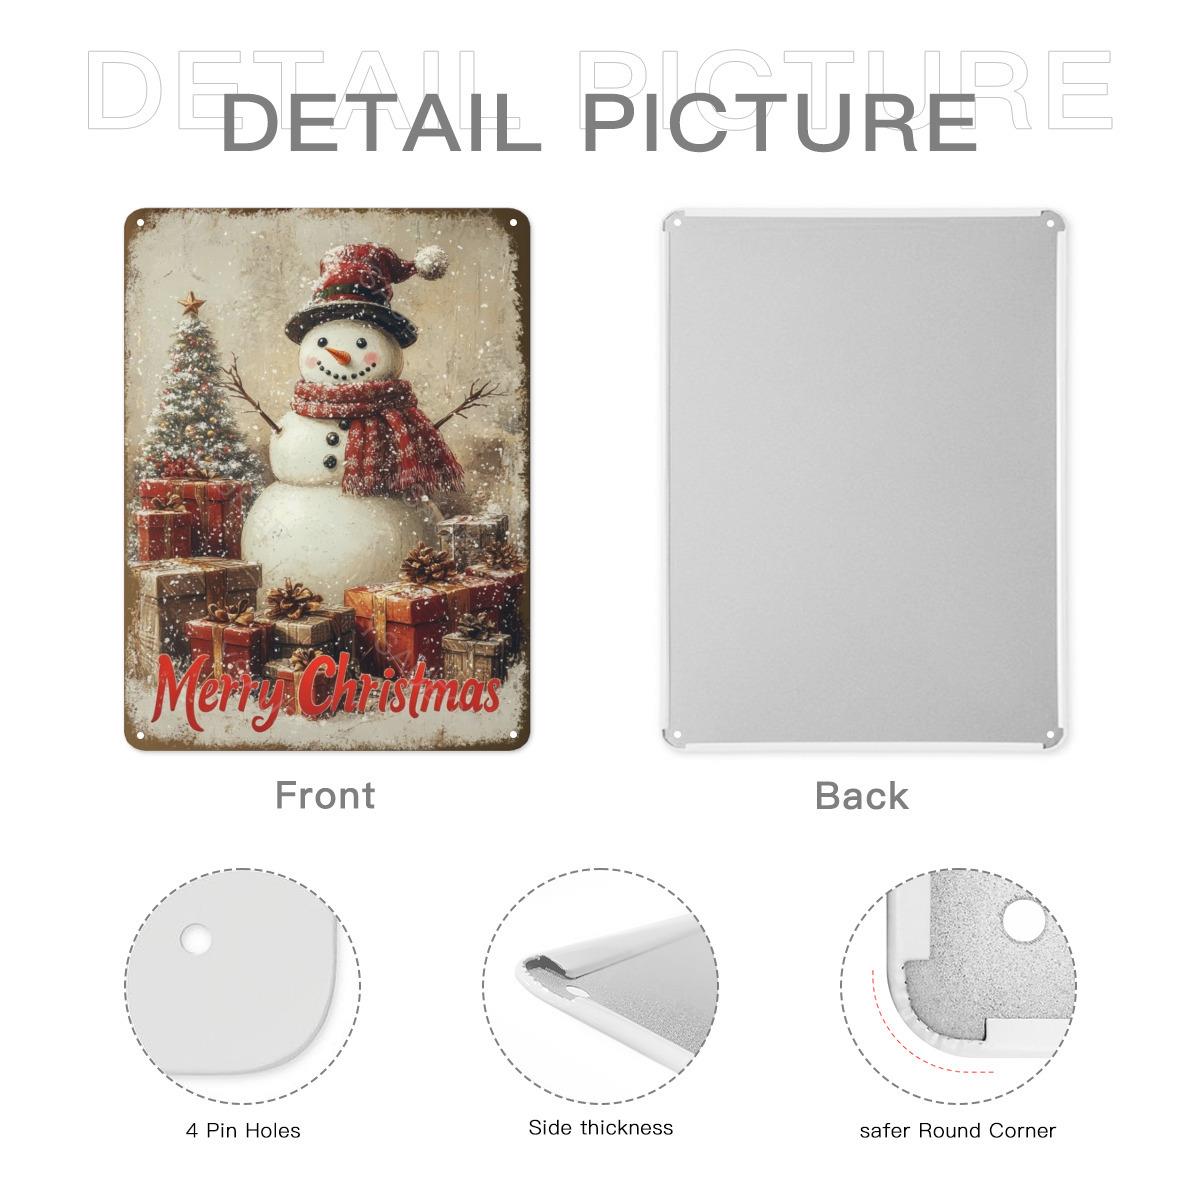 DETAIL PICTURE
DETAIL PICTURE
Merry Christmas
Front
Back
4 Pin Holes
Side thickness
safer Round Corner